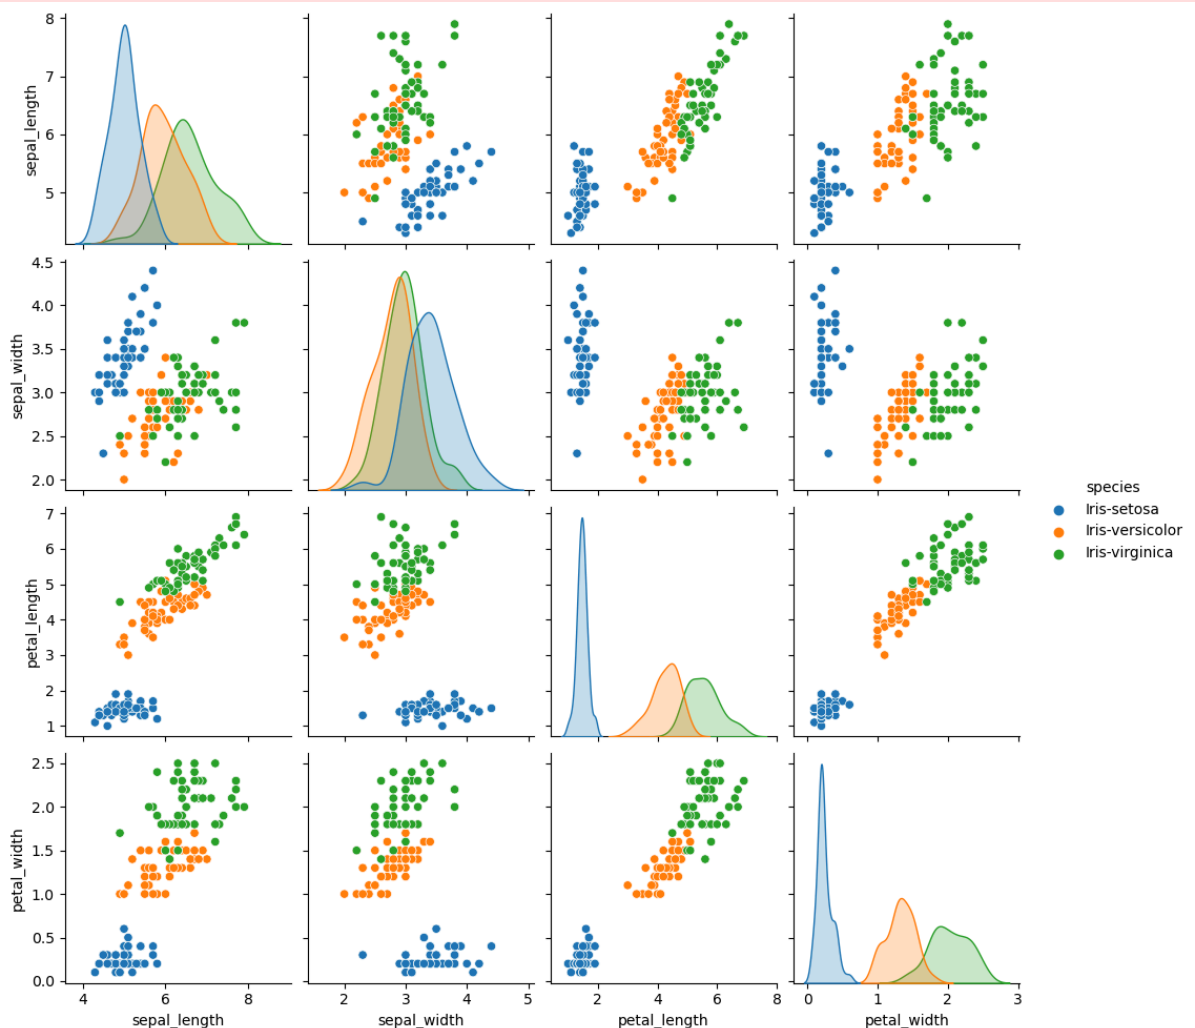 8
7
6
5
sepal_length
4.5
4.0
3.5
3.0
2.5
2.0
sepal_width
species
Iris-setosa
Iris-versicolor
Iris-virginica
7
6
5
4
3
2
1
petal_length
2.5
2.0
1.5
1.0
0.5
0.0
petal_width
4 6 8
2 3 4 5
2 4 6 8
0 1 2 3
sepal_length
sepal_width
petal_length
petal_width